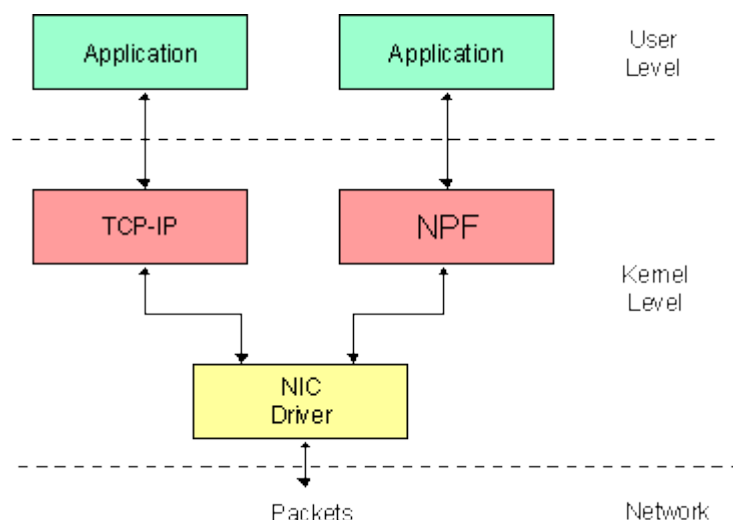 Application
Application
User
Level
TCP-IP
NPF
Kernel
Level
NIC
Driver
Packets
Network